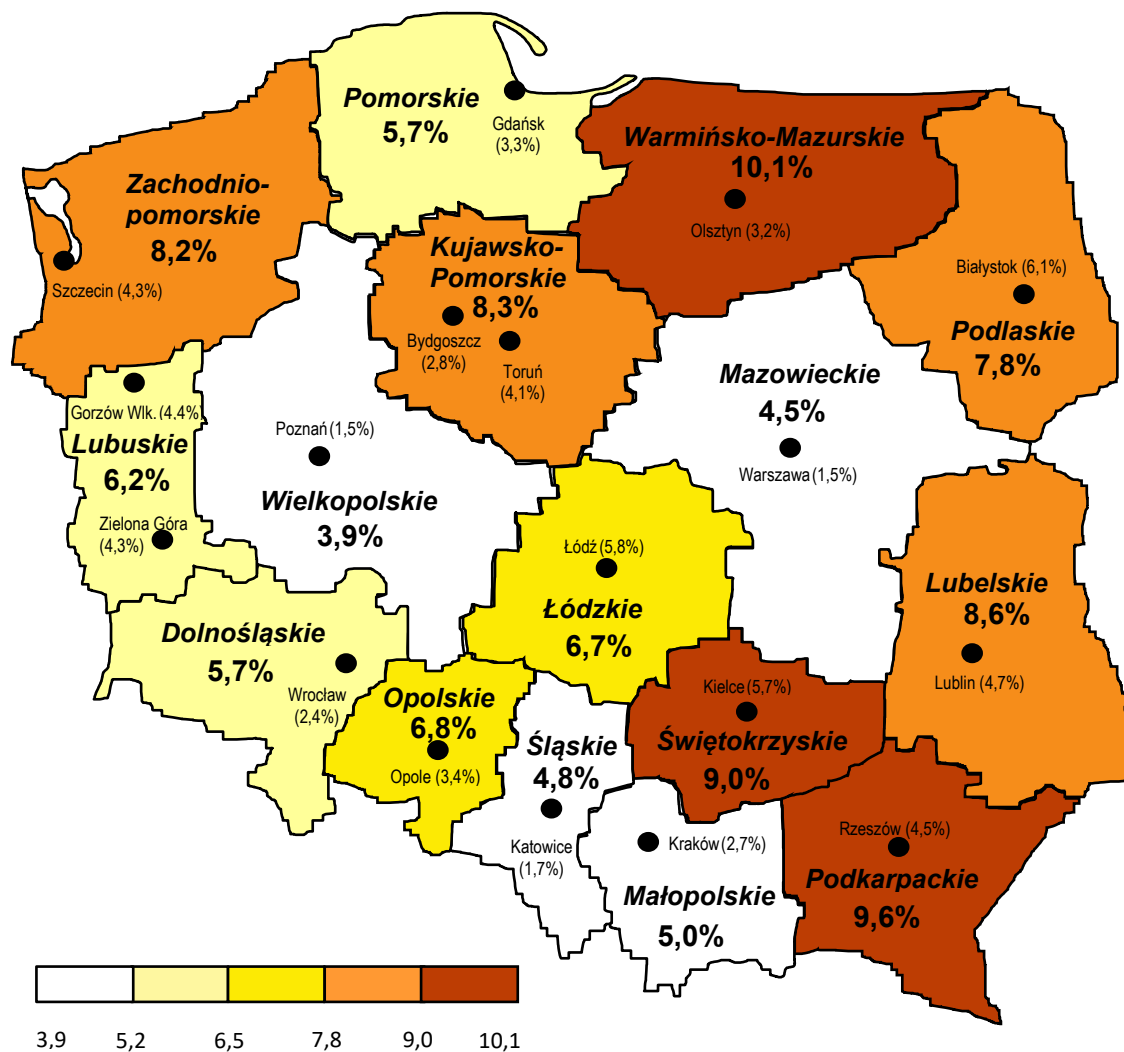 Pomorskie
5,7%
Gdańsk
(3,3%)
Warmińsko-Mazurskie
10,1%
Olsztyn (3,2%)
Zachodnio-
pomorskie
8,2%
Szczecin (4,3%)
Kujawsko-
Pomorskie
8,3%
Bydgoszcz
(2,8%)
Toruń
(4,1%)
Białystok (6,1%)
Podlaskie
7,8%
Mazowieckie
4,5%
Warszawa (1,5%)
Gorzów Wlk. (4,4%
Lubuskie
6,2%
Zielona Góra
(4,3%)
Poznań (1,5%)
Wielkopolskie
3,9%
Łódź (5,8%)
Łódzkie
6,7%
Lubelskie
8,6%
Lublin (4,7%)
Dolnośląskie
5,7%
Wrocław
(2,4%)
Opolskie
6,8%
Opole (3,4%)
Śląskie
4,8%
Katowice
(1,7%)
Kielce (5,7%)
Świętokrzyskie
9,0%
Kraków (2,7%)
Małopolskie
5,0%
Rzeszów (4,5%)
Podkarpackie
9,6%
3,9 5,2 6,5 7,8 9,0 10,1